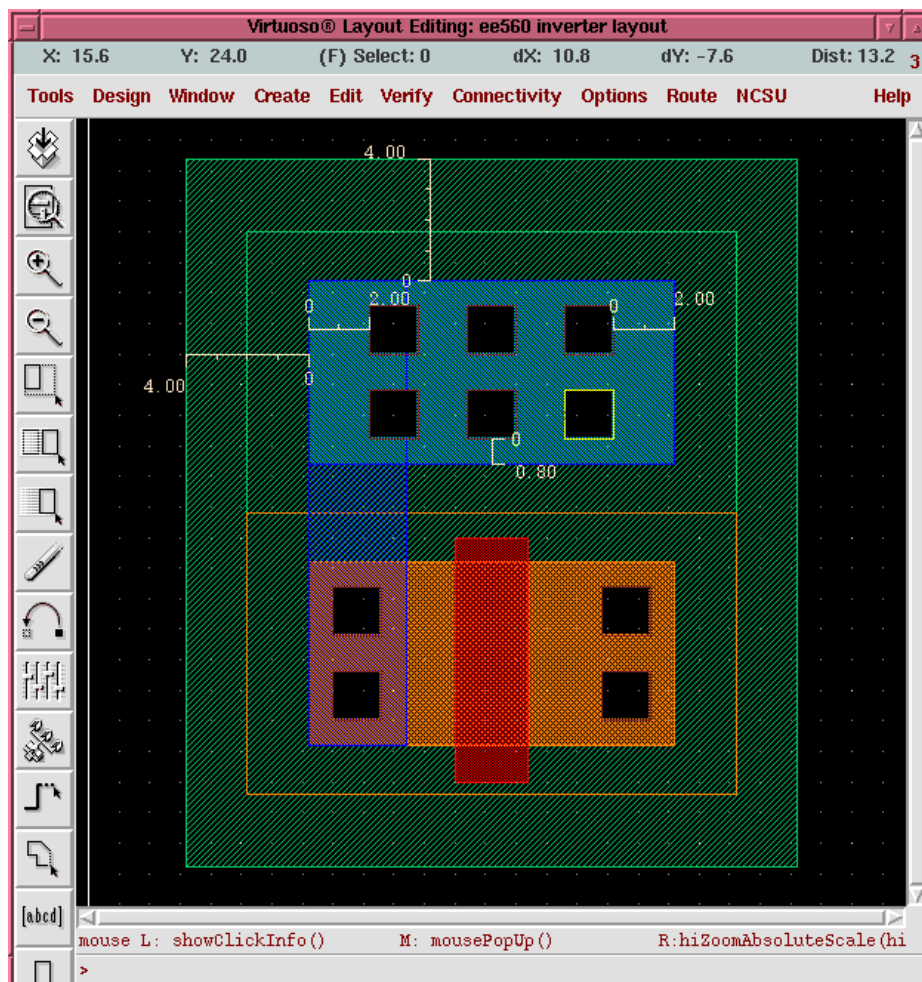 Virtuoso® Layout Editing: ee560 inverter layout
X: 15.6 Y: 24.0 (F) Select: 0 dX: 10.8 dY: -7.6 Dist: 13.2 3
Tools Design Window Create Edit Verify Connectivity Options Route NCSU Help
4.00
0
0 2.00 0 2.00
4.00 0
0
0.80
[abcd]
mouse L: showClickInfo() M: mousePopUp() R:hiZoomAbsoluteScale(hi
>